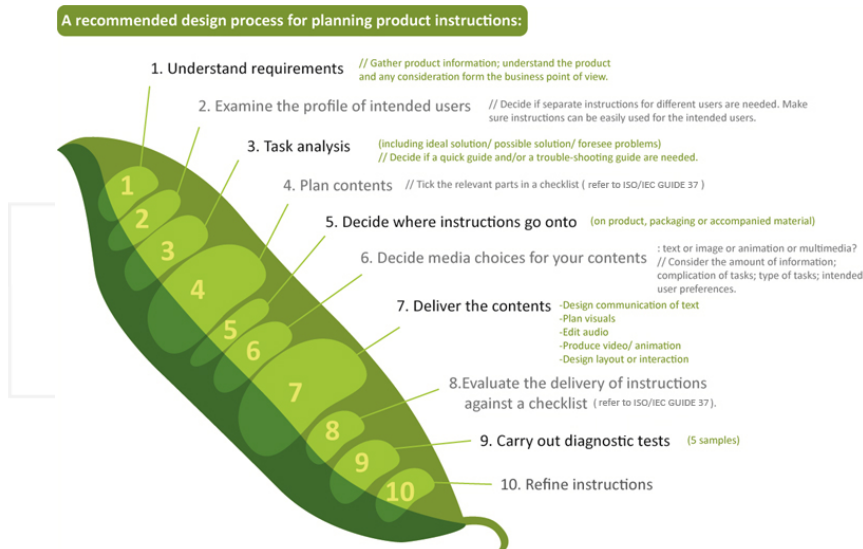 A recommended design process for planning product instructions:
1. Understand requirements // Gather product information; understand the product
and any consideration form the business point of view.
2. Examine the profile of intended users // Decide if separate instructions for different users are needed. Make
sure instructions can be easily used for the intended users.
3. Task analysis (including ideal solution/ possible solution/ foresee problems)
// Decide if a quick guide and/or a trouble-shooting guide are needed.
4. Plan contents // Tick the relevant parts in a checklist ( refer to ISO/IEC GUIDE 37 )
5. Decide where instructions go onto (on product, packaging or accompanied material)
6. Decide media choices for your contents : text or image or animation or multimedia?
// Consider the amount of information;
complication of tasks; type of tasks; intended
user preferences.
7. Deliver the contents -Design communication of text
-Plan visuals
-Edit audio
-Produce video/ animation
-Design layout or interaction
8.Evaluate the delivery of instructions
against a checklist ( refer to ISO/IEC GUIDE 37 ).
9. Carry out diagnostic tests (5 samples)
10. Refine instructions
1
2
3
4
5
6
7
8
9
10